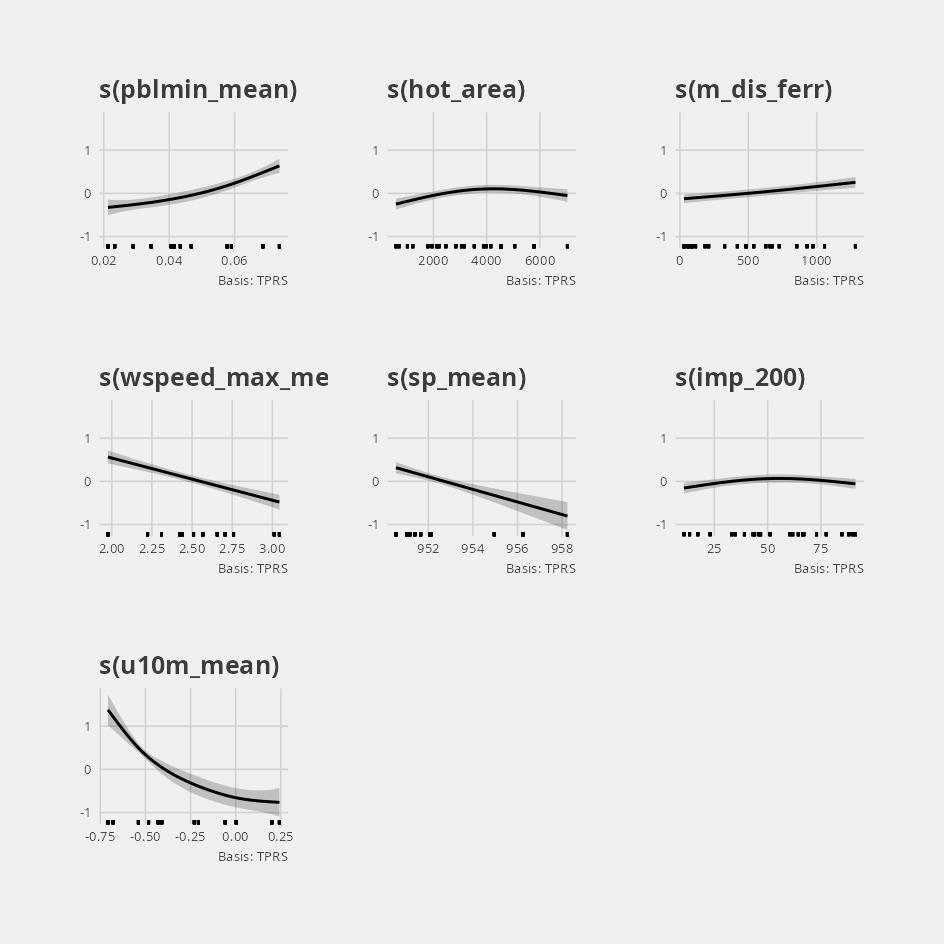 s(pblmin_mean)
1
0
-1
0.02 0.04 0.06
Basis: TPRS
s(hot_area)
1
0
-1
2000 4000 6000
Basis: TPRS
s(m_dis_ferr)
1
0
-1
0 500 1000
Basis: TPRS
s(wspeed_max_me
1
0
-1
2.00 2.25 2.50 2.75 3.00
Basis: TPRS
s(sp_mean)
1
0
-1
952 954 956 958
Basis: TPRS
s(imp_200)
1
0
-1
25 50 75
Basis: TPRS
s(u10m_mean)
1
0
-1
-0.75 -0.50 -0.25 0.00 0.25
Basis: TPRS